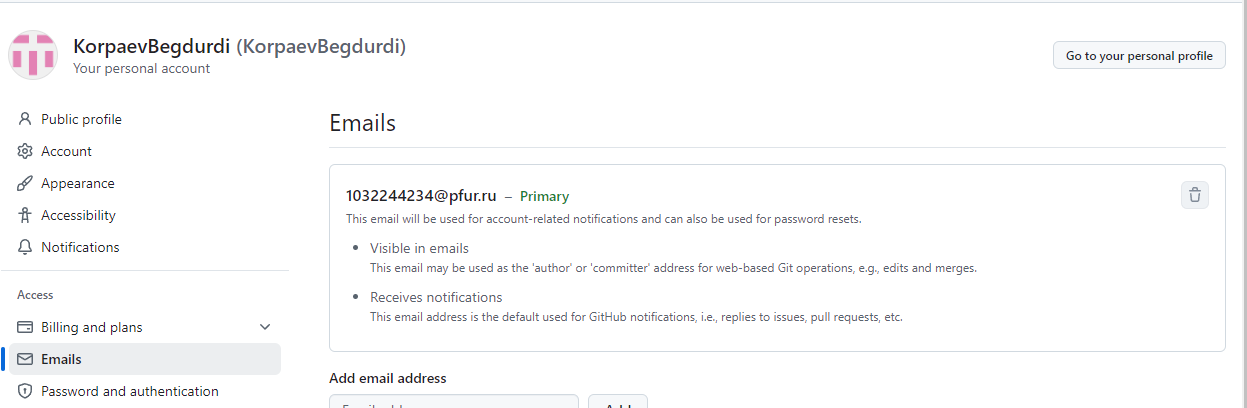 KorpaevBegdurdi (KorpaevBegdurdi)
Your personal account
Go to your personal profile
Public profile
Account
Appearance
Accessibility
Notifications
Access
Billing and plans
Emails
Password and authentication
Emails
1032244234@pfur.ru – Primary
This email will be used for account-related notifications and can also be used for password resets.
Visible in emails
This email may be used as the 'author' or 'committer' address for web-based Git operations, e.g., edits and merges.
Receives notifications
This email address is the default used for GitHub notifications, i.e., replies to issues, pull requests, etc.
Add email address